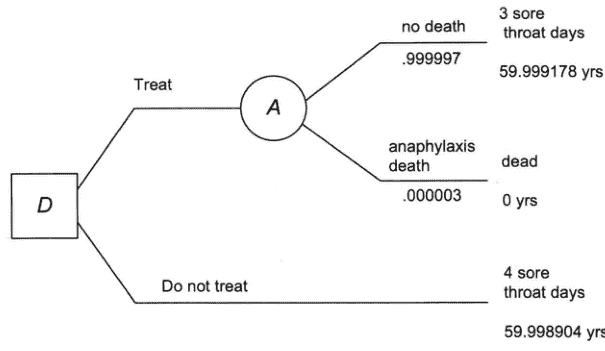 no death
.999997
3 sore
throat days
59.999178 yrs
Treat
A
anaphylaxis
death
.000003
dead
0 yrs
D
Do not treat
4 sore
throat days
59.998904 yrs